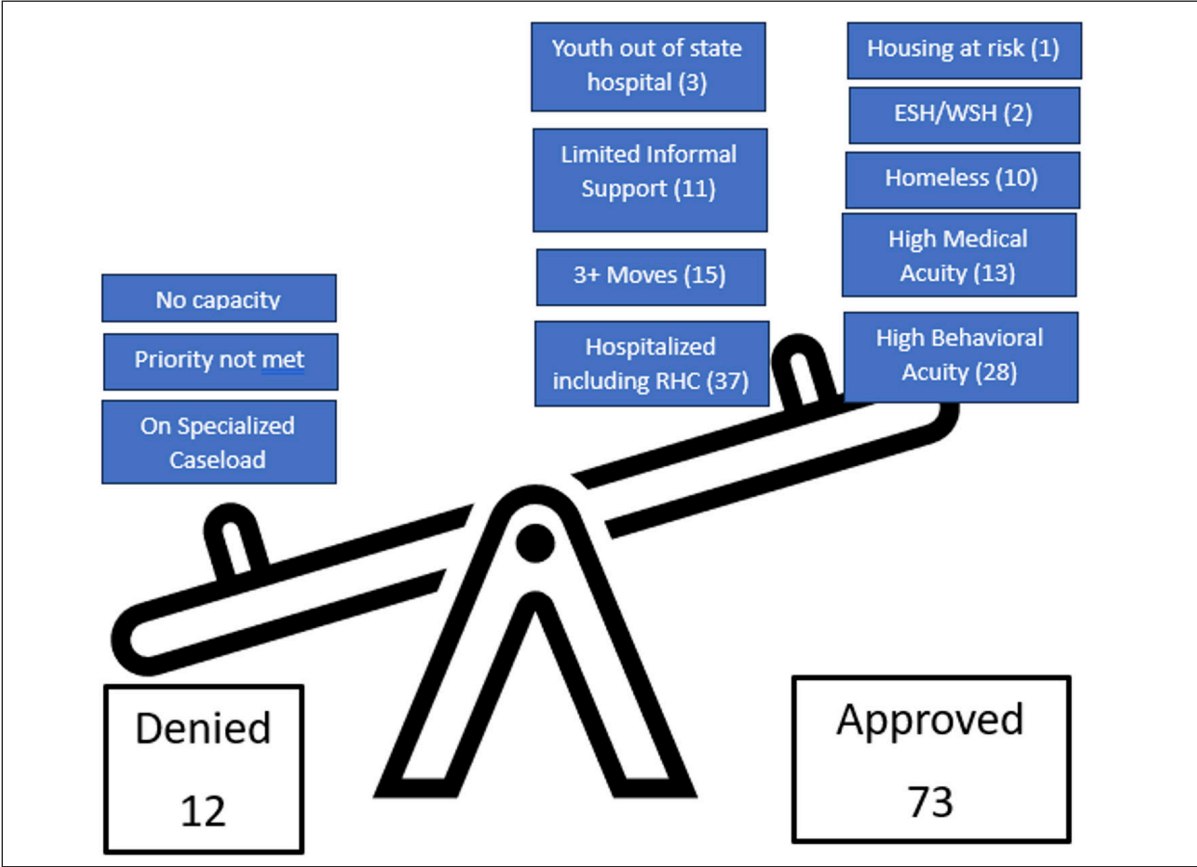 Youth out of state
hospital (3)
Limited Informal
Support (11)
3+ Moves (15)
Hospitalized
including RHC (37)
Housing at risk (1)
ESH/WSH (2)
Homeless (10)
High Medical
Acuity (13)
High Behavioral
Acuity (28)
No capacity
Priority not met
On Specialized
Caseload
Denied
12
Approved
73